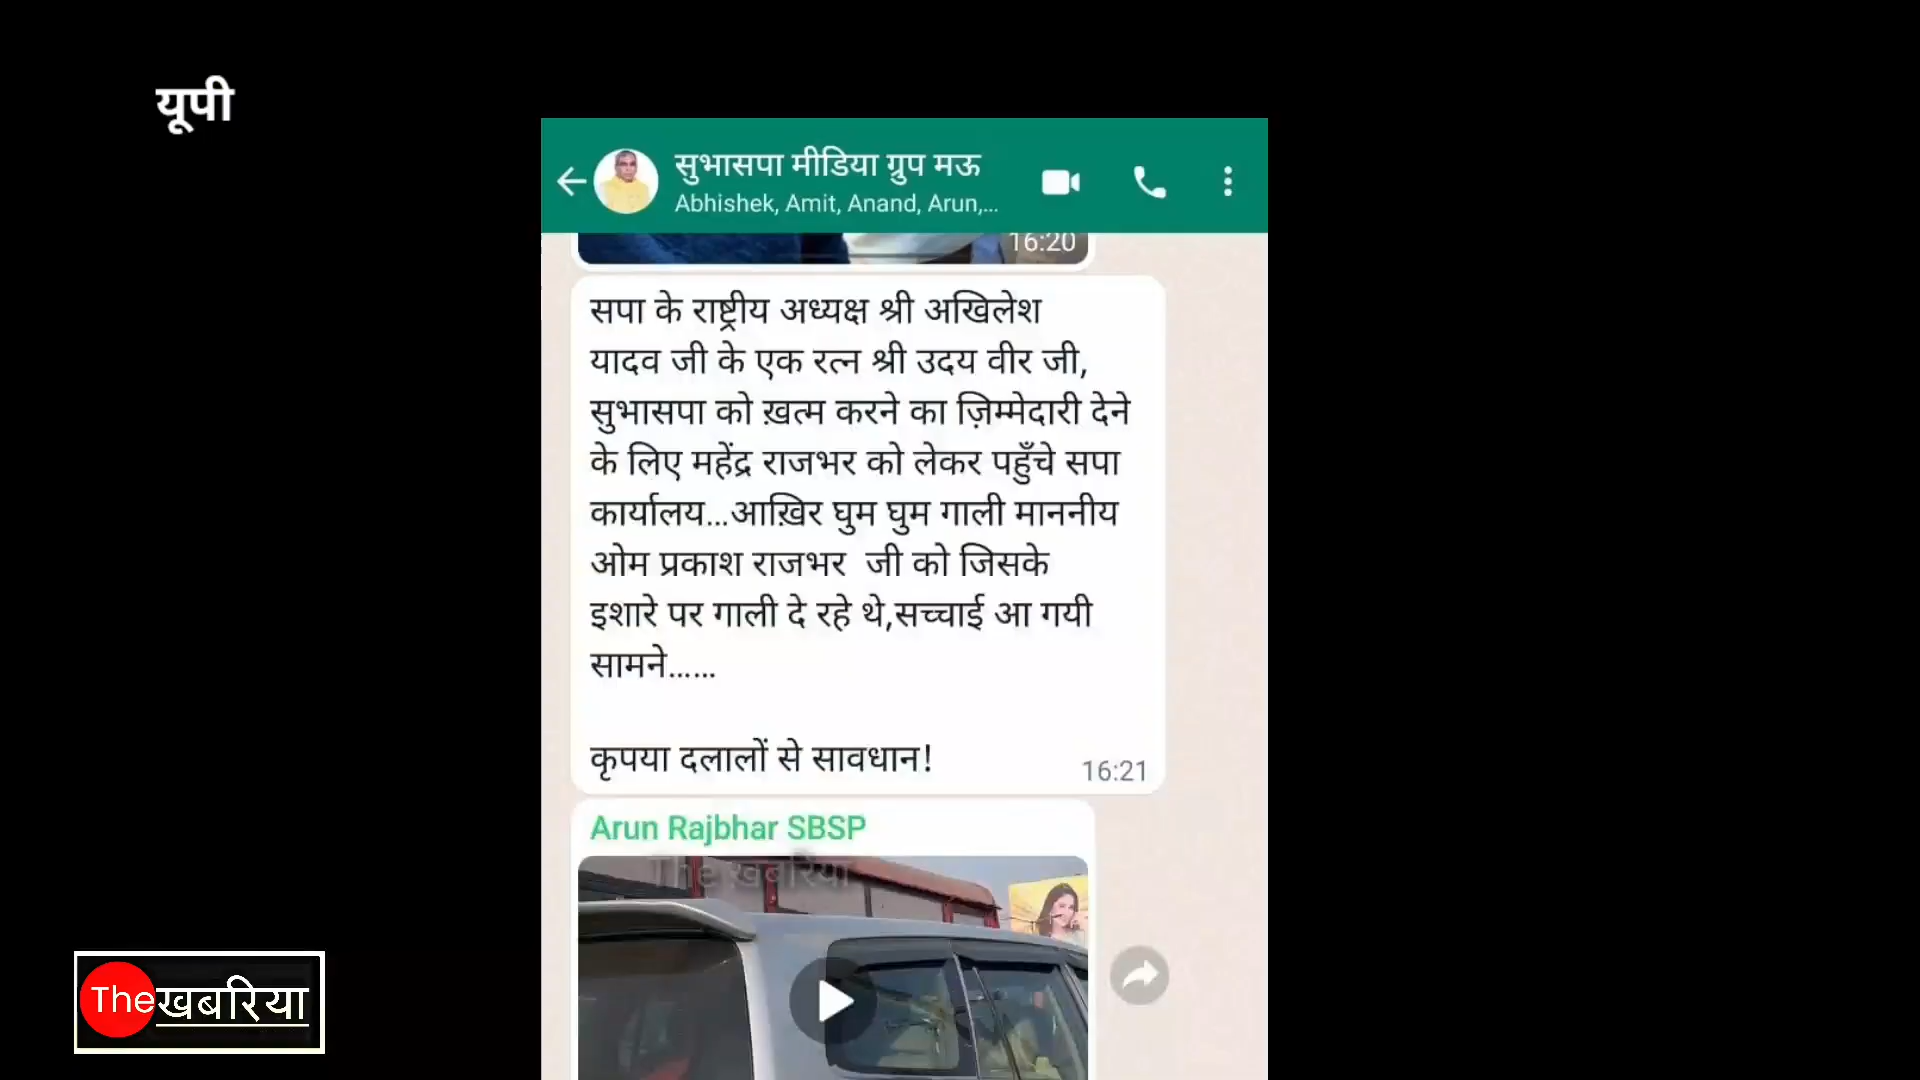 यूपी
सुभासपा मीडिया ग्रुप मऊ
Abhishek, Amit, Anand, Arun,...
16:20
सपा के राष्ट्रीय अध्यक्ष श्री अखिलेश
यादव जी के एक रत्न श्री उदय वीर जी,
सुभासपा को ख़त्म करने का ज़िम्मेदारी देने
के लिए महेंद्र राजभर को लेकर पहुँचे सपा
कार्यालय...आख़िर घुम घुम गाली माननीय
ओम प्रकाश राजभर  जी को जिसके
इशारे पर गाली दे रहे थे,सच्चाई आ गयी
सामने......
कृपया दलालों से सावधान!
16:21
Arun Rajbhar SBSP
The खबरिया
Theखबरिया